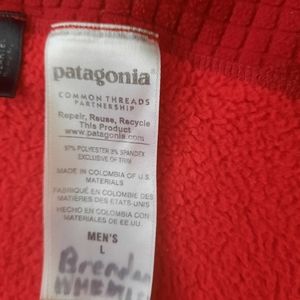 patagonia
COMMON THREADS
PARTNERSHIP
Repair, Reuse, Recycle
This Product
www.patagonia.com
97% POLYESTER 3% SPANDEX
EXCLUSIVE OF TRIM
MADE IN COLOMBIA OF U.S.
MATERIALS
FABRIQUÉ EN COLOMBIE DES
MATIÈRES DES ÉTATS-UNIS
HECHO EN COLOMBIA CON
MATERIALES DE EE.UU
MEN'S
L
Brendan